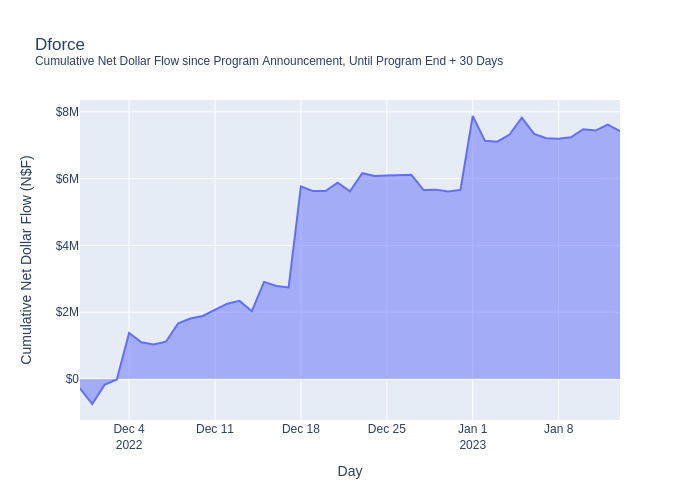 Dforce
Cumulative Net Dollar Flow since Program Announcement, Until Program End + 30 Days
Cumulative Net Dollar Flow (N$F)
$8M
$6M
$4M
$2M
$0
Dec 4
2022
Dec 11
Dec 18
Dec 25
Jan 1
2023
Jan 8
Day